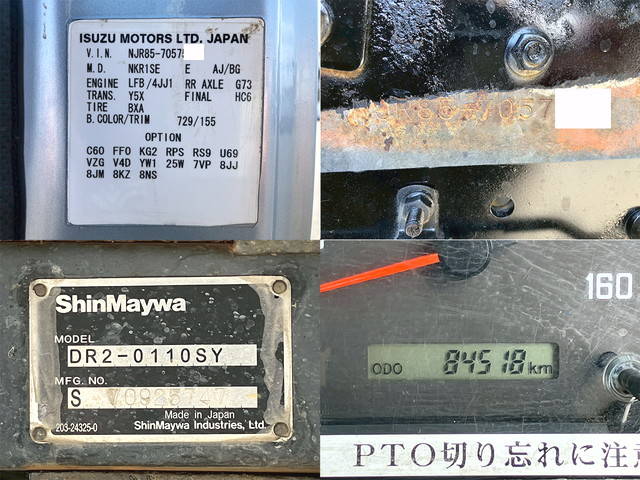 ISUZU MOTORS LTD. JAPAN
V.I.N. NJR85-7057
M.D. NKR1SE E AJ/BG
ENGINE LFB/4JJ1 RR AXLE G73
TRANS. Y5X FINAL HC6
TIRE BXA
B.COLOR/TRIM 729/155
OPTION
C60 FF0 KG2 RPS RS9 U69
VZG V4D YW1 25W 7VP 8JJ
8JM 8KZ 8NS
R85-7057
ShinMaywa
MODEL
DR2-0110SY
MFG. NO.
S
Made in Japan
203-24325-0 ShinMaywa Industries, Ltd.
160
ODO 84518 km
PTO切り忘れに注意